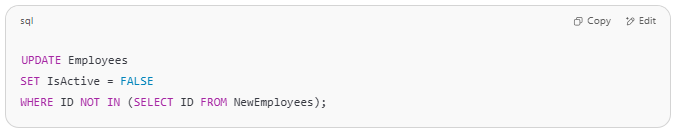 sql
Copy
Edit
UPDATE Employees
SET IsActive = FALSE
WHERE ID NOT IN (SELECT ID FROM NewEmployees);